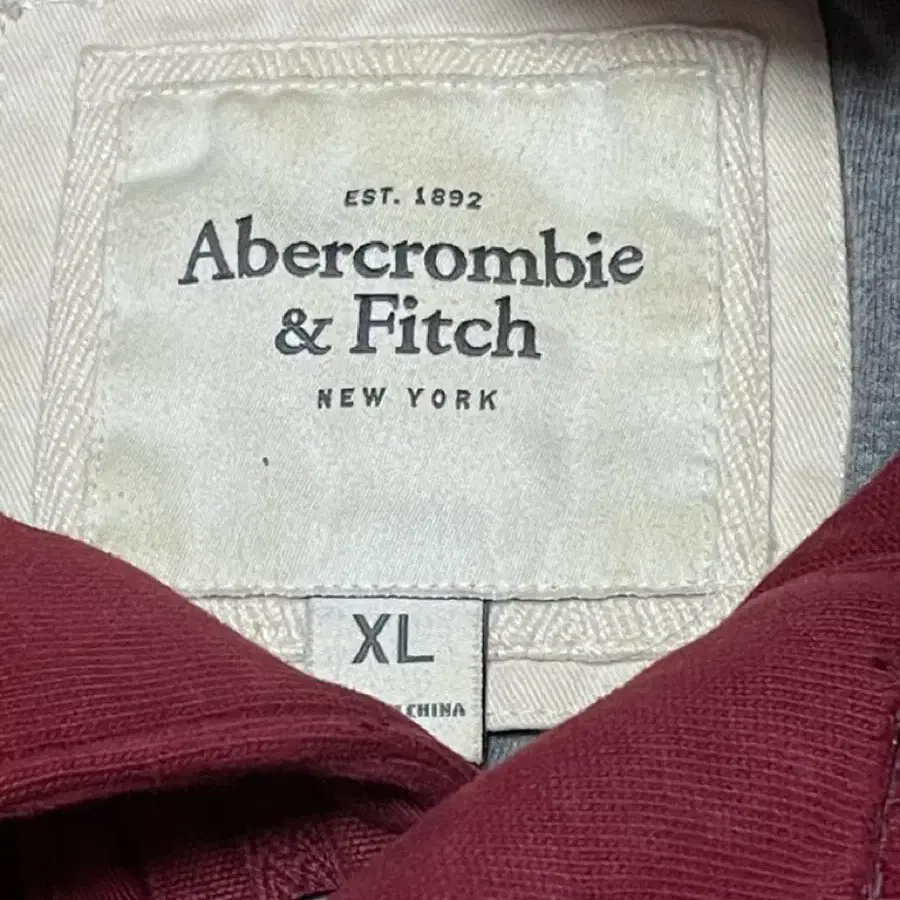 EST. 1892
Abercrombie
& Fitch
NEW YORK
XL
CHINA